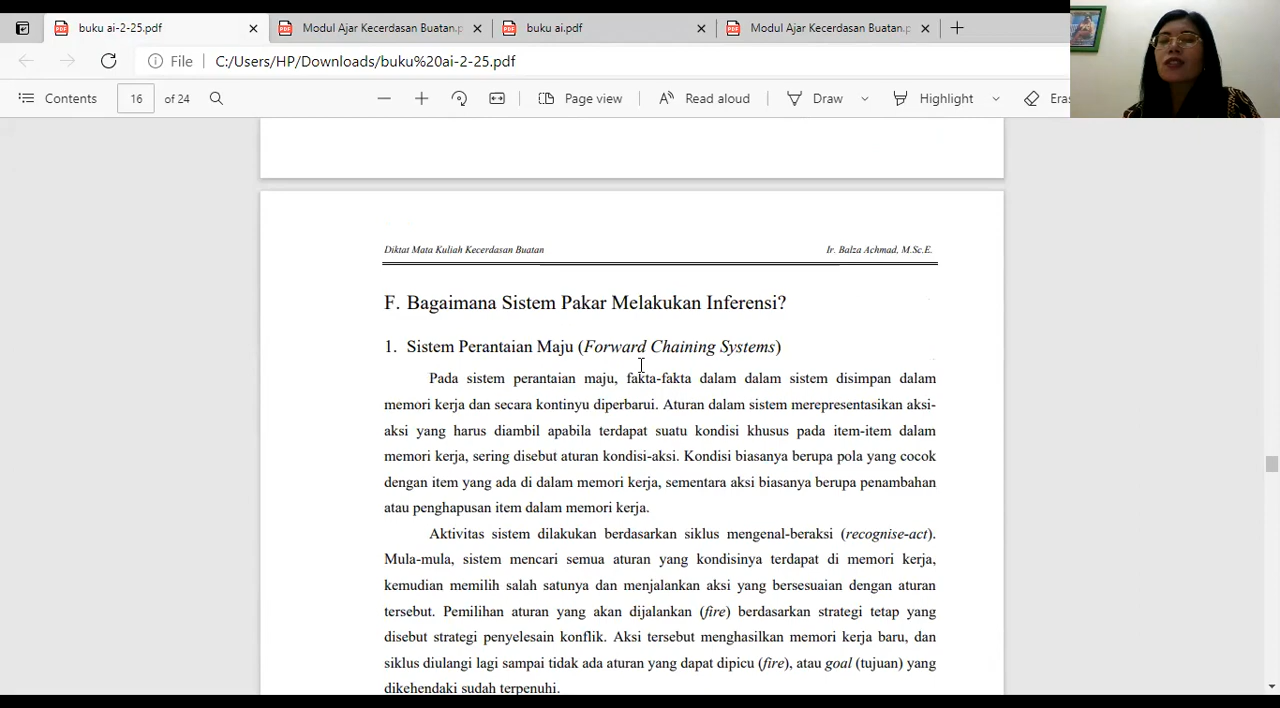 buku ai-2-25.pdf
Modul Ajar Kecerdasan Buatan.p
buku ai.pdf
Modul Ajar Kecerdasan Buatan.p
File
C:/Users/HP/Downloads/buku%20ai-2-25.pdf
Contents
16
of 24
Page view
Read aloud
Draw
Highlight
Eras
Diktat Mata Kuliah Kecerdasan Buatan
Ir. Balza Achmad, M.Sc.E.
F. Bagaimana Sistem Pakar Melakukan Inferensi?
1. Sistem Perantaian Maju (Forward Chaining Systems)
Pada sistem perantaian maju, fakta-fakta dalam dalam sistem disimpan dalam
memori kerja dan secara kontinyu diperbarui. Aturan dalam sistem merepresentasikan aksi-
aksi yang harus diambil apabila terdapat suatu kondisi khusus pada item-item dalam
memori kerja, sering disebut aturan kondisi-aksi. Kondisi biasanya berupa pola yang cocok
dengan item yang ada di dalam memori kerja, sementara aksi biasanya berupa penambahan
atau penghapusan item dalam memori kerja.
Aktivitas sistem dilakukan berdasarkan siklus mengenal-beraksi (recognise-act).
Mula-mula, sistem mencari semua aturan yang kondisinya terdapat di memori kerja,
kemudian memilih salah satunya dan menjalankan aksi yang bersesuaian dengan aturan
tersebut. Pemilihan aturan yang akan dijalankan (fire) berdasarkan strategi tetap yang
disebut strategi penyelesain konflik. Aksi tersebut menghasilkan memori kerja baru, dan
siklus diulangi lagi sampai tidak ada aturan yang dapat dipicu (fire), atau goal (tujuan) yang
dikehendaki sudah terpenuhi.